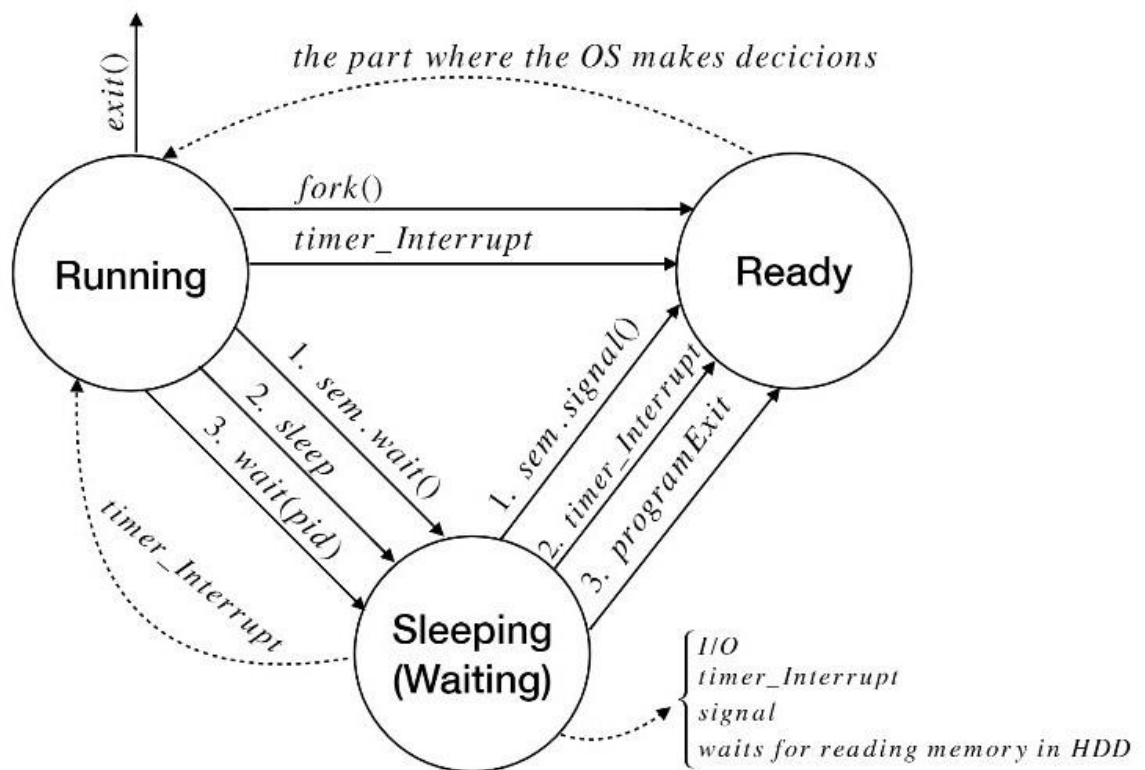 exit()
the part where the OS makes decicions
fork()
timer_Interrupt
Running
Ready
1. sem.wait()
2. sleep
3. wait(pid)
1. sem.signal()
2. timer_Interrupt
3. programExit
timer_Interrupt
Sleeping
(Waiting)
I/O
timer_Interrupt
signal
waits for reading memory in HDD